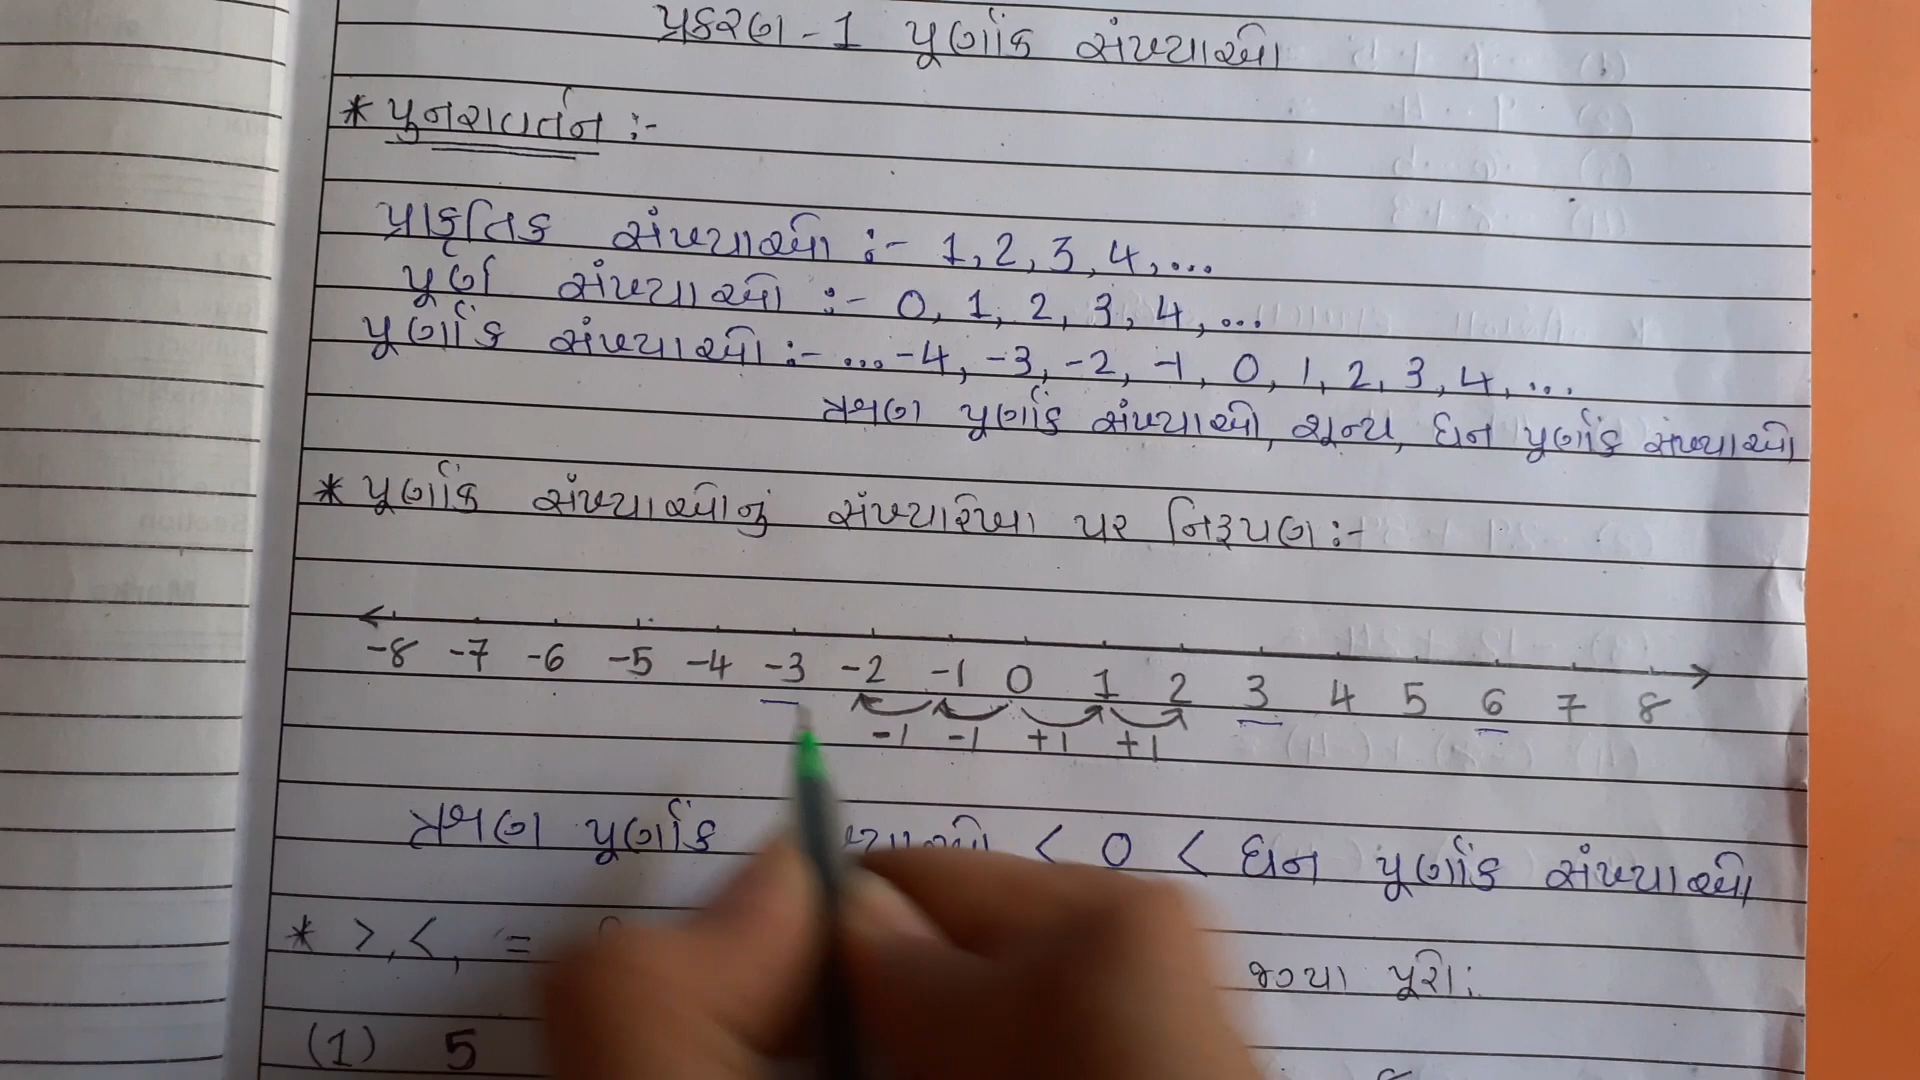 પ્રકરણ - 1 પૂર્ણાંક સંખ્યાઓ
* પુનરાવર્તન :-
પ્રાકૃતિક સંખ્યાઓ :- 1, 2, 3, 4, ...
પૂર્ણ સંખ્યાઓ :- 0, 1, 2, 3, 4, ...
પૂર્ણાંક સંખ્યાઓ :- ... -4, -3, -2, -1, 0, 1, 2, 3, 4, ...
ઋણ પૂર્ણાંક સંખ્યાઓ, શૂન્ય, ઘન પૂર્ણાંક સંખ્યાઓ
* પૂર્ણાંક સંખ્યાઓનું સંખ્યારેખા પર નિરૂપણ :-
-8 -7 -6 -5 -4 -3 -2 -1 0 1 2 3 4 5 6 7 8
-1 -1 +1 +1
ઋણ પૂર્ણાંક < 0 < ઘન પૂર્ણાંક સંખ્યાઓ
* >, <, = જગ્યા પૂરો:
(1) 5